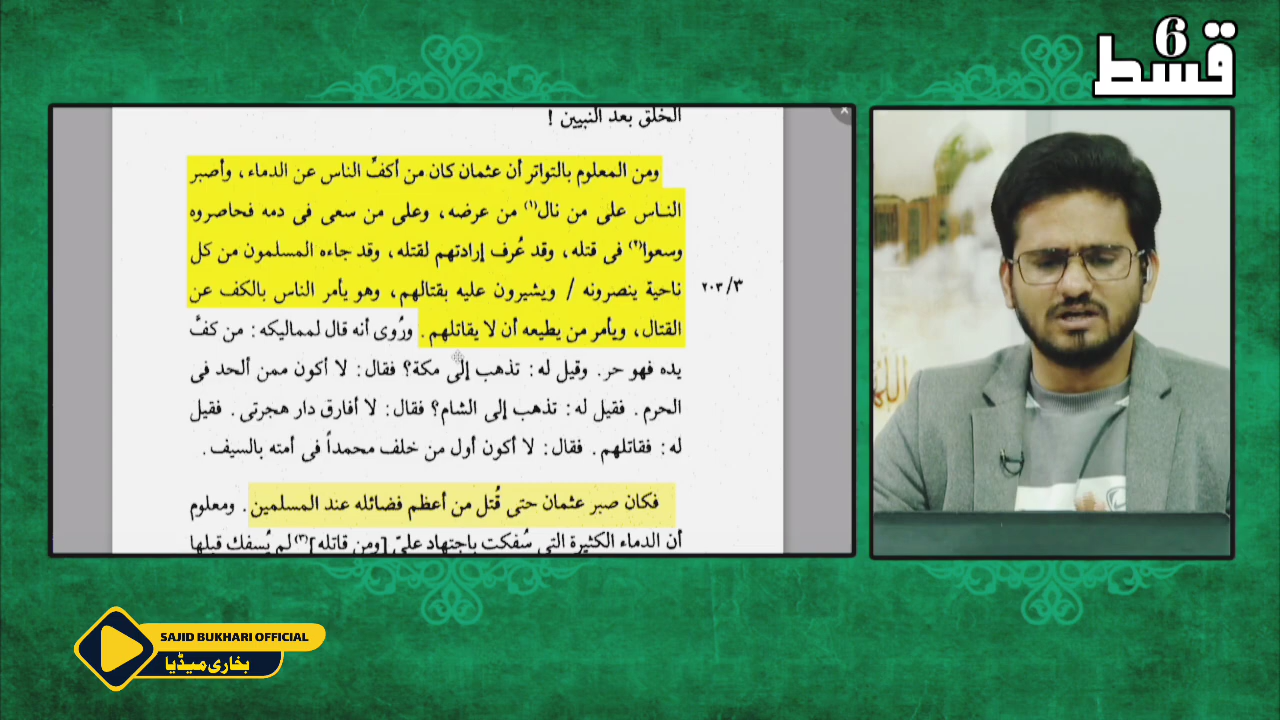 قسط 6
الخلق بعد النبيين !
ومن المعلوم بالتواتر أن عثمان كان من أكفِّ الناس عن الدماء، وأصبر
الناس على من نال(١) من عرضه، وعلى من سعى فى دمه فحاصروه
وسعوا(٢) فى قتله، وقد عُرف إرادتهم لقتله، وقد جاءه المسلمون من كل
ناحية ينصرونه / ويشيرون عليه بقتالهم، وهو يأمر الناس بالكف عن
٢٠٣/٣
القتال، ويأمر من يطيعه أن لا يقاتلهم. ورُوى أنه قال لمماليكه: من كفَّ
يده فهو حر. وقيل له: تذهب إلى مكة؟ فقال: لا أكون ممن ألحد فى
الحرم. فقيل له: تذهب إلى الشام؟ فقال: لا أفارق دار هجرتى. فقيل
له: فقاتلهم. فقال: لا أكون أول من خلف محمداً فى أمته بالسيف.
فكان صبر عثمان حتى قُتل من أعظم فضائله عند المسلمين. ومعلوم
أن الدماء الكثيرة التى سُفكت باجتهاد علىّ [ومن قاتله](٣) لم يُسفك قبلها
SAJID BUKHARI OFFICIAL
بخاری میڈیا